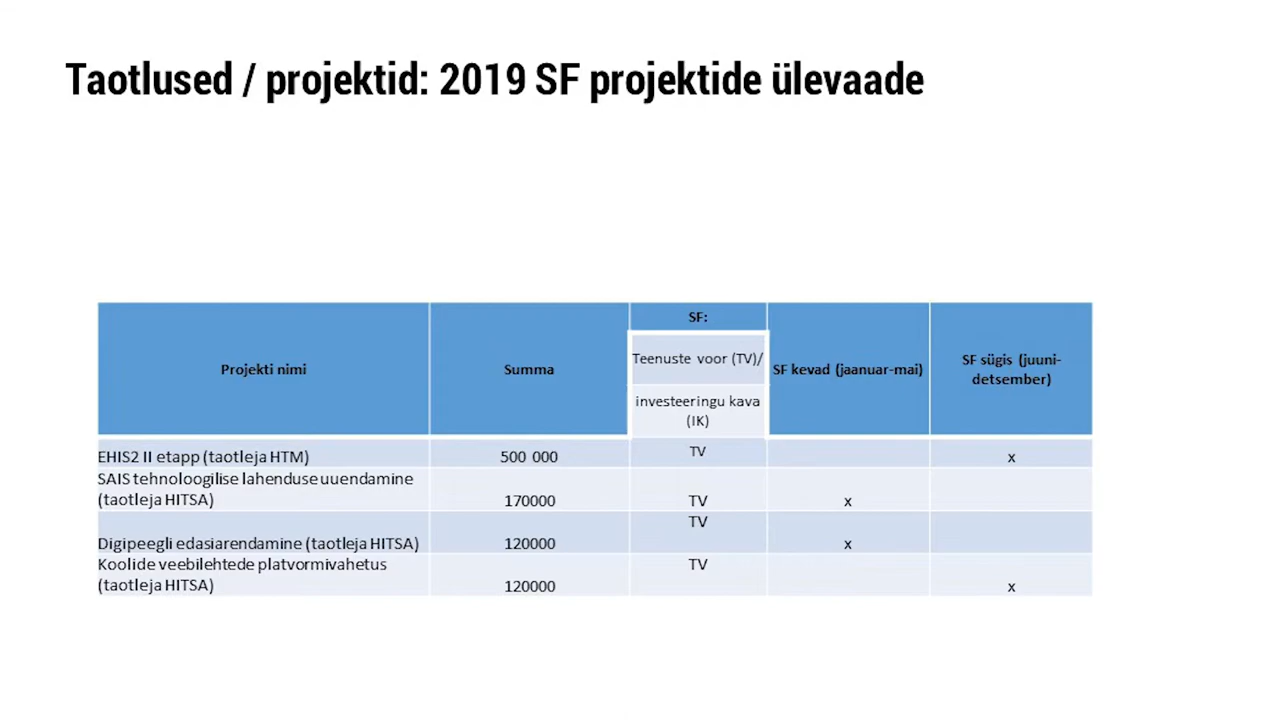 Taotlused / projektid: 2019 SF projektide ülevaade
Projekti nimi
Summa
SF:
Teenuste voor (TV)/
investeeringu kava
(IK)
SF kevad (jaanuar-mai)
SF sügis (juuni-
detsember)
EHIS2 II etapp (taotleja HTM)
500 000
TV
x
SAIS tehnoloogilise lahenduse uuendamine
(taotleja HITSA)
170000
TV
x
Digipeegli edasiarendamine (taotleja HITSA)
120000
TV
x
Koolide veebilehtede platvormivahetus
(taotleja HITSA)
120000
TV
x